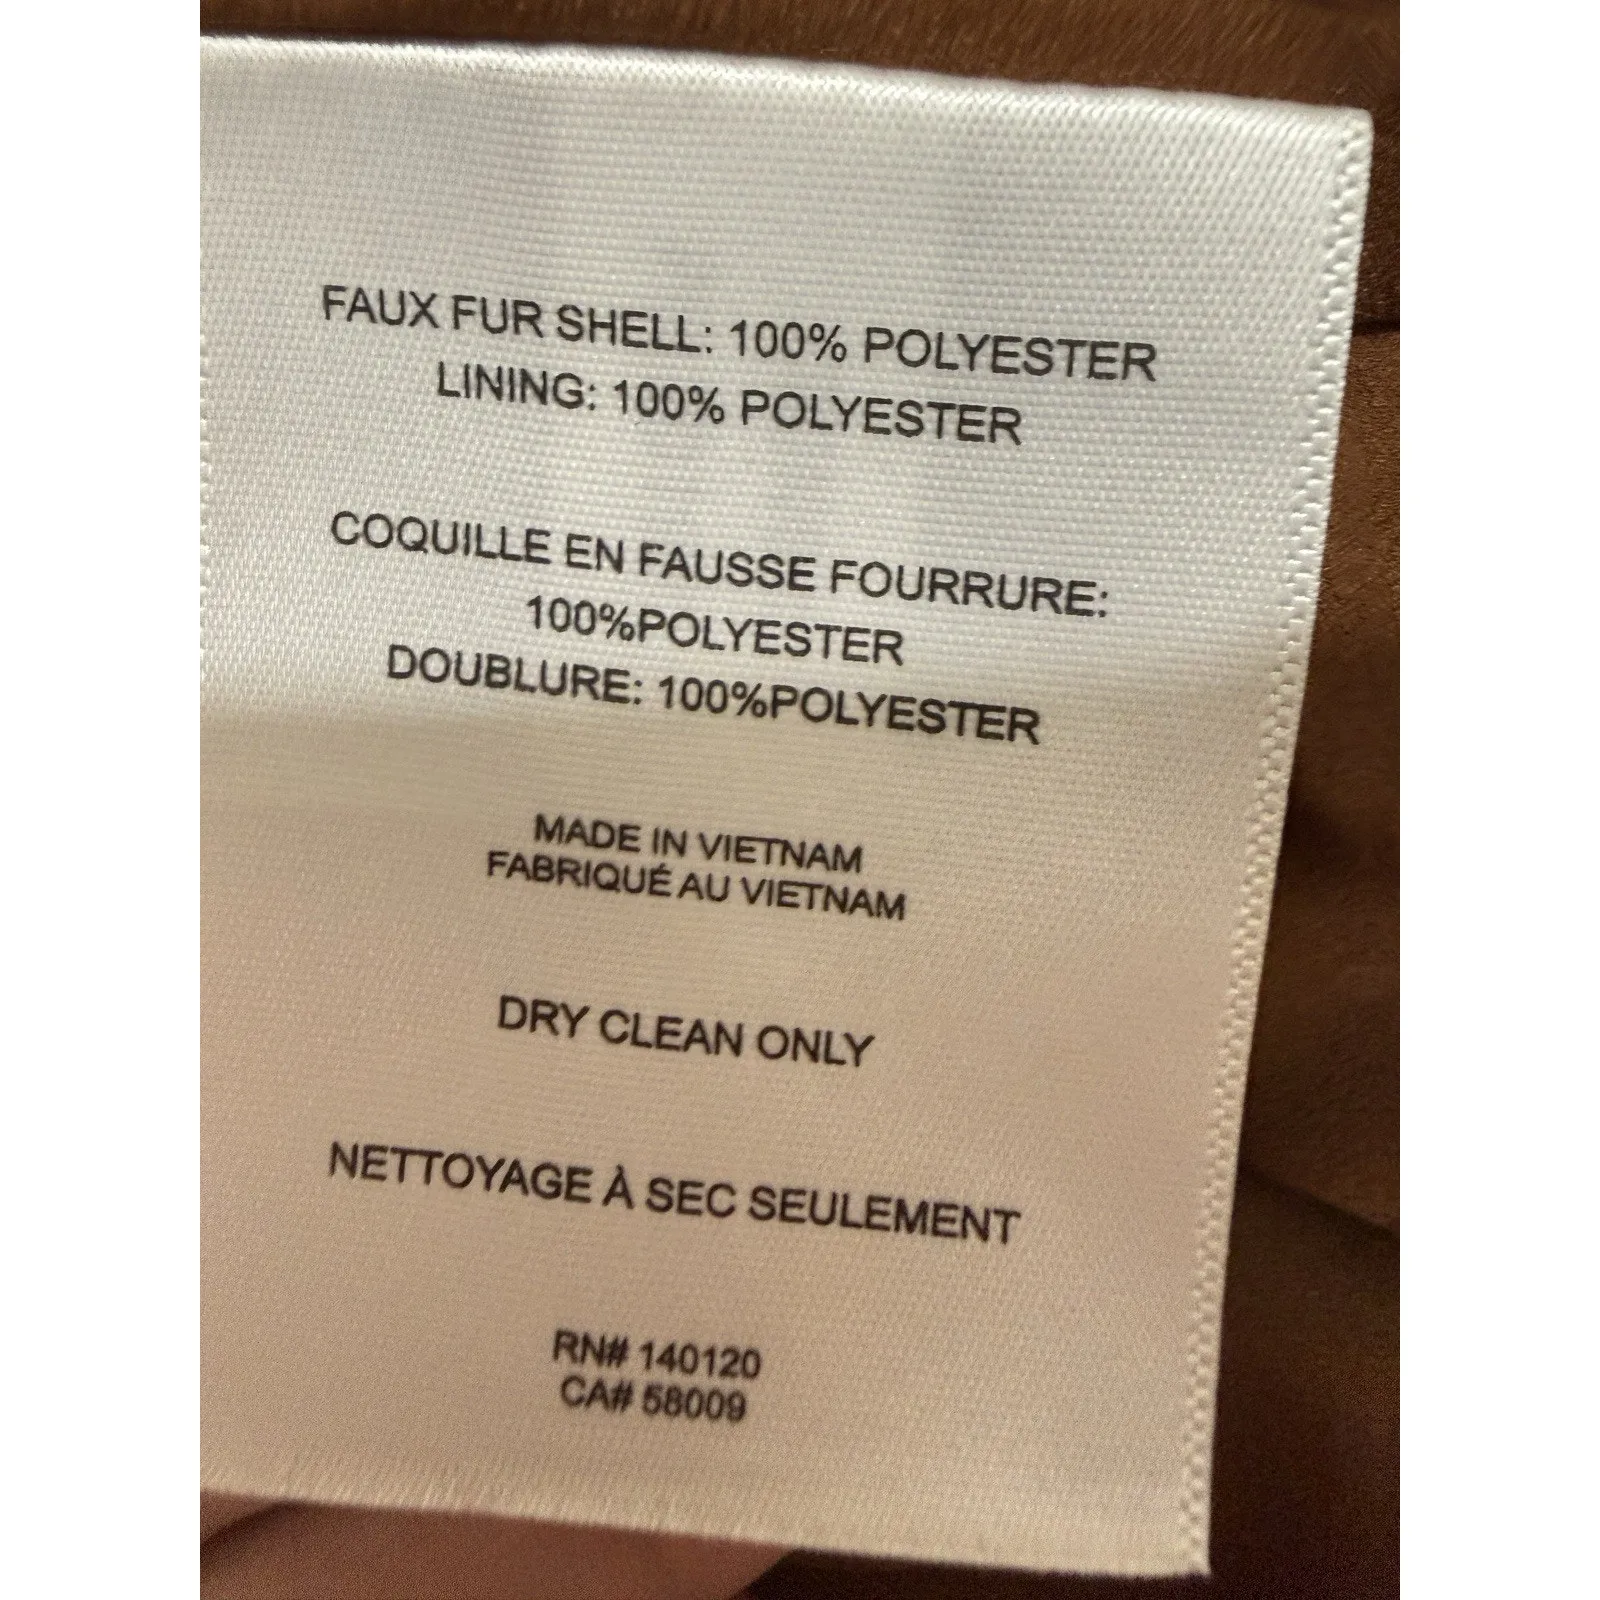 FAUX FUR SHELL: 100% POLYESTER
LINING: 100% POLYESTER
COQUILLE EN FAUSSE FOURRURE:
100%POLYESTER
DOUBLURE: 100%POLYESTER
MADE IN VIETNAM
FABRIQUÉ AU VIETNAM
DRY CLEAN ONLY
NETTOYAGE À SEC SEULEMENT
RN# 140120
CA# 58009